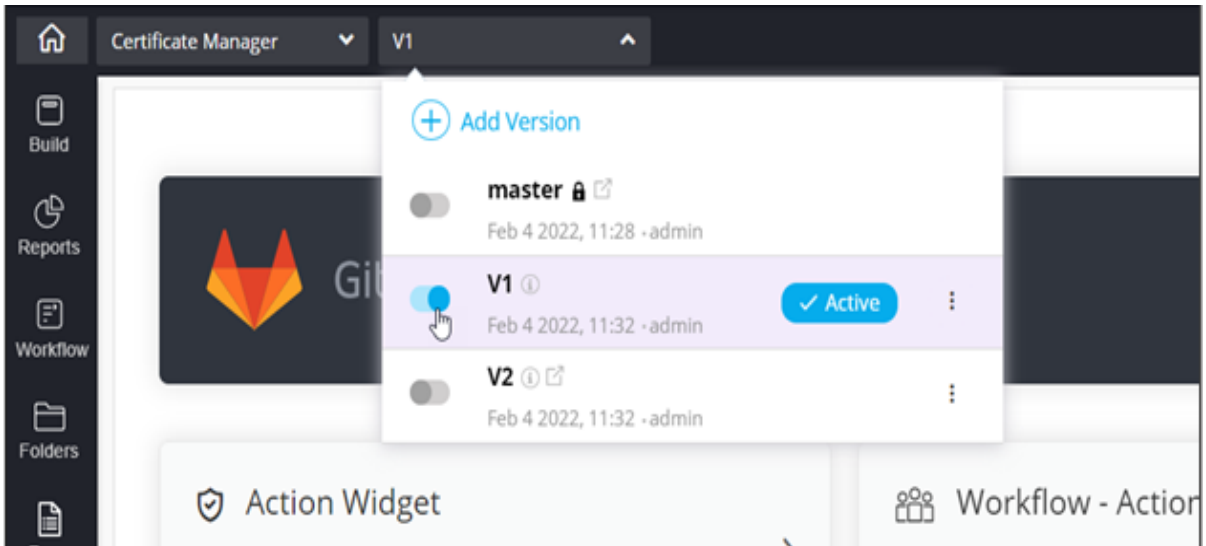 Certificate Manager
V1
Build
Reports
Workflow
Folders
Add Version
master
Feb 4 2022, 11:28 • admin
V1
Active
Feb 4 2022, 11:32 • admin
V2
Feb 4 2022, 11:32 • admin
Action Widget
Workflow - Action